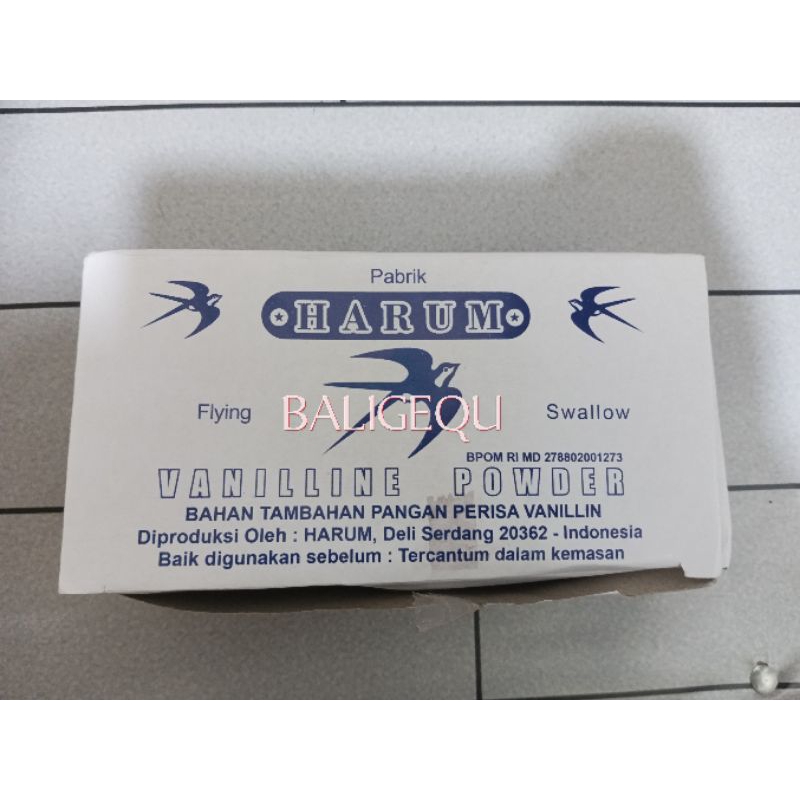 Pabrik
HARUM
Flying BALIGEQU Swallow
BPOM RI MD 278802001273
VANILLINE POWDER
BAHAN TAMBAHAN PANGAN PERISA VANILLIN
Diproduksi Oleh : HARUM, Deli Serdang 20362 - Indonesia
Baik digunakan sebelum : Tercantum dalam kemasan